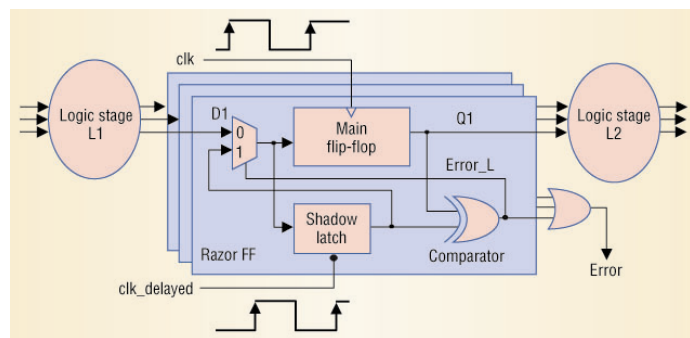 clk
Logic stage
L1
D1
0
1
Main
flip-flop
Q1
Logic stage
L2
Error_L
Shadow
latch
Razor FF
Comparator
Error
clk_delayed